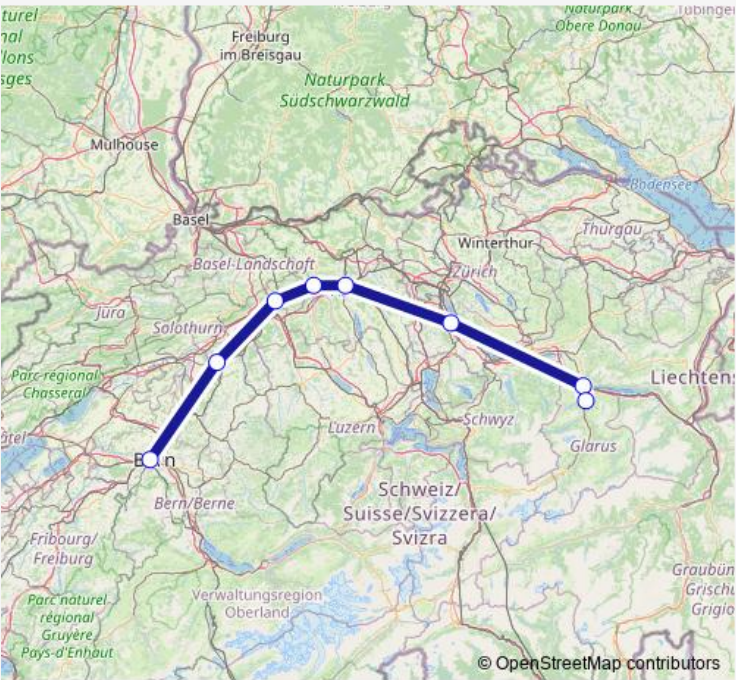 turel
nal
llons
sges
Freiburg
im Breisgau
Naturpark
Obere Donau
Tübinge
Naturpark
Südschwarzwald
Mulhouse
Bodensee
Basel
Thurgau
Winterthur
Basel-Landschaft
Zürich
Jura
Solothurn
Parc régional
Chasseral
Liechtens
Luzern
Schwyz
Glarus
tel
Bern/Berne
Schweiz/
Suisse/Svizzera/
Svizra
Fribourg/
Freiburg
Graubün
Grischu
Grigio
Verwaltungsregion
Oberland
Parc naturel
régional
Gruyère
Pays-d'Enhaut
© OpenStreetMap contributors